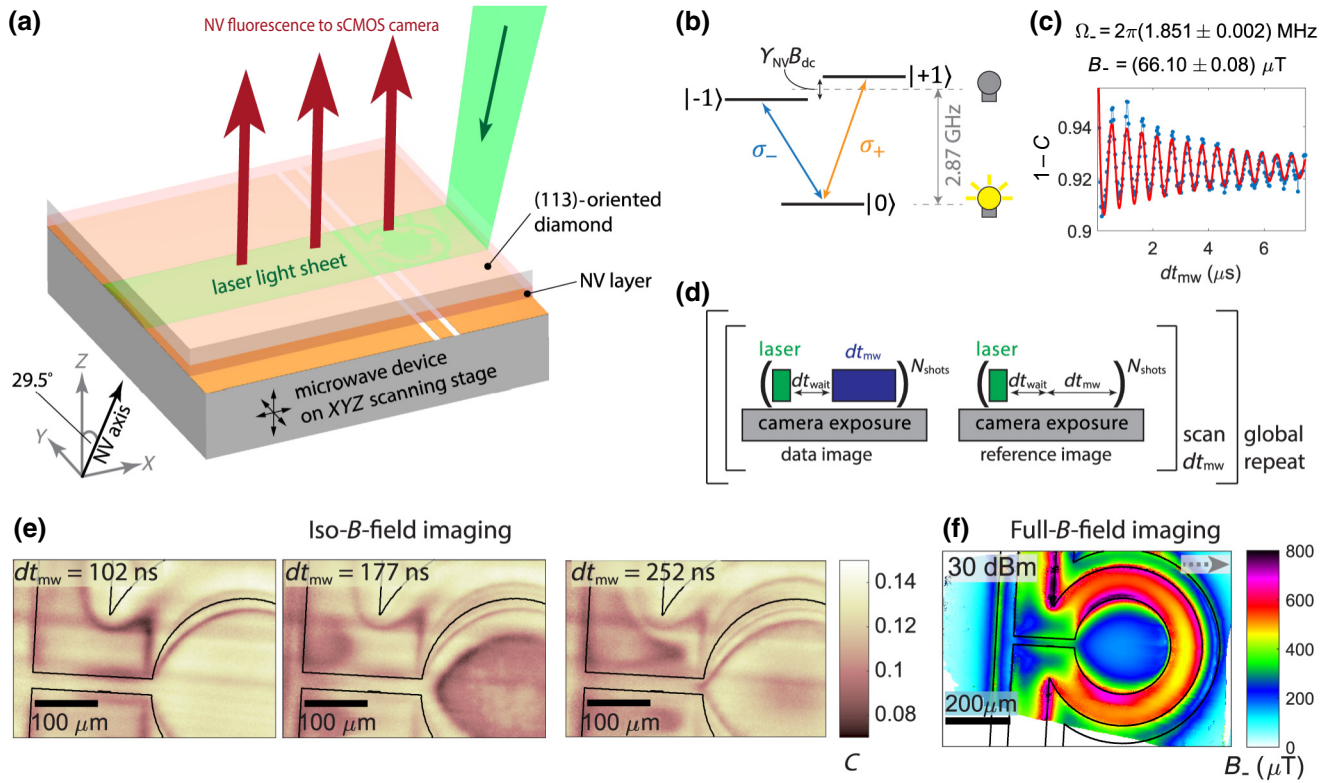 (a)
NV fluorescence to sCMOS camera
(113)-oriented
diamond
laser light sheet
NV layer
microwave device
on XYZ scanning stage
29.5°
Z
Y
X
NV axis
(b)
γNV Bdc
|+1⟩
|-1⟩
2.87 GHz
σ−
σ+
|0⟩
(c)
Ω- = 2π(1.851 ± 0.002) MHz
B- = (66.10 ± 0.08) μT
1 − C
0.94
0.92
0.9
2 4 6
dtmw (μs)
(d)
laser dtmw
( dtwait ) Nshots
camera exposure
data image
laser
( dtwait dtmw ) Nshots
camera exposure
reference image
scan
dtmw
global
repeat
(e)
Iso-B-field imaging
dtmw = 102 ns
100 μm
dtmw = 177 ns
100 μm
dtmw = 252 ns
100 μm
0.14
0.12
0.1
0.08
C
(f)
Full-B-field imaging
30 dBm
200μm
800
600
400
200
0
B- (μT)